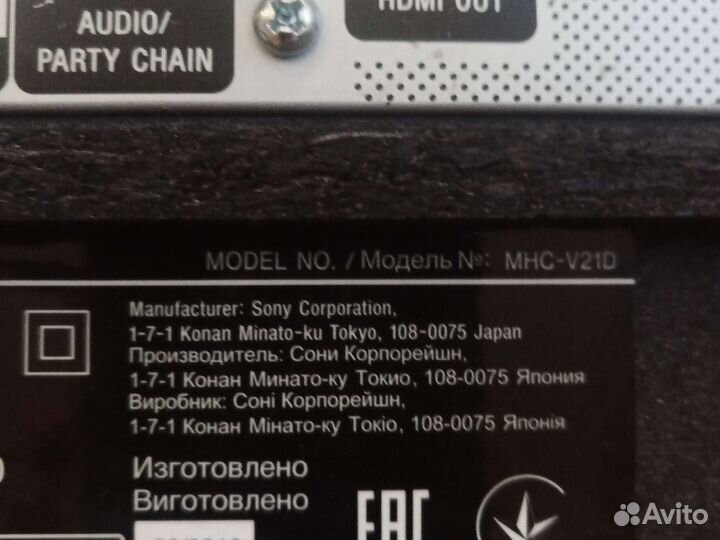 AUDIO/
PARTY CHAIN
HDMI OUT
MODEL NO. / Модель №: MHC-V21D
Manufacturer: Sony Corporation,
1-7-1 Konan Minato-ku Tokyo, 108-0075 Japan
Производитель: Сони Корпорейшн,
1-7-1 Конан Минато-ку Токио, 108-0075 Япония
Виробник: Соні Корпорейшн,
1-7-1 Конан Мінато-ку Токіо, 108-0075 Японія
Изготовлено
Виготовлено
EAC
Avito